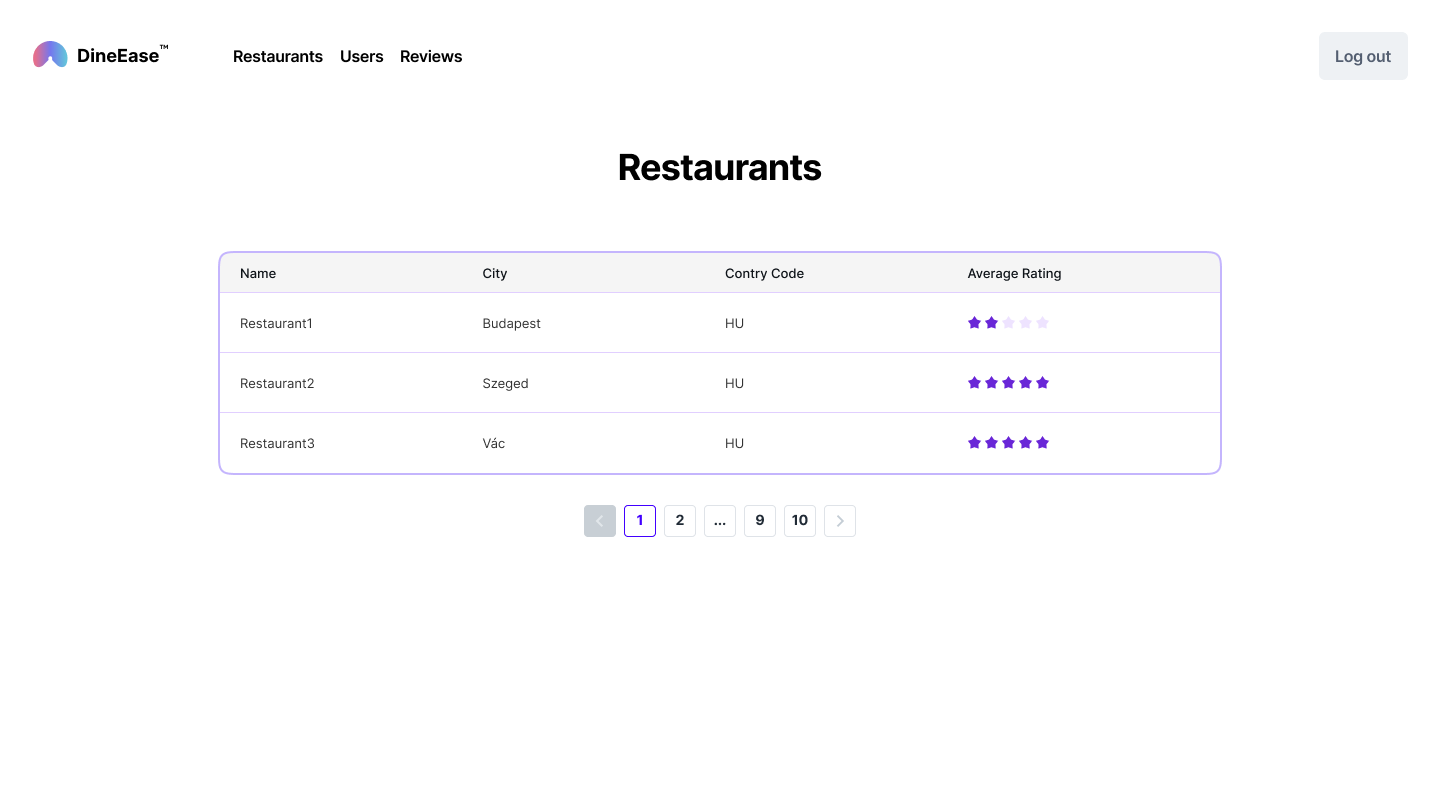 DineEase™
Restaurants Users Reviews
Log out
Restaurants
Name City Contry Code Average Rating
Restaurant1 Budapest HU
Restaurant2 Szeged HU
Restaurant3 Vác HU
1 2 ... 9 10